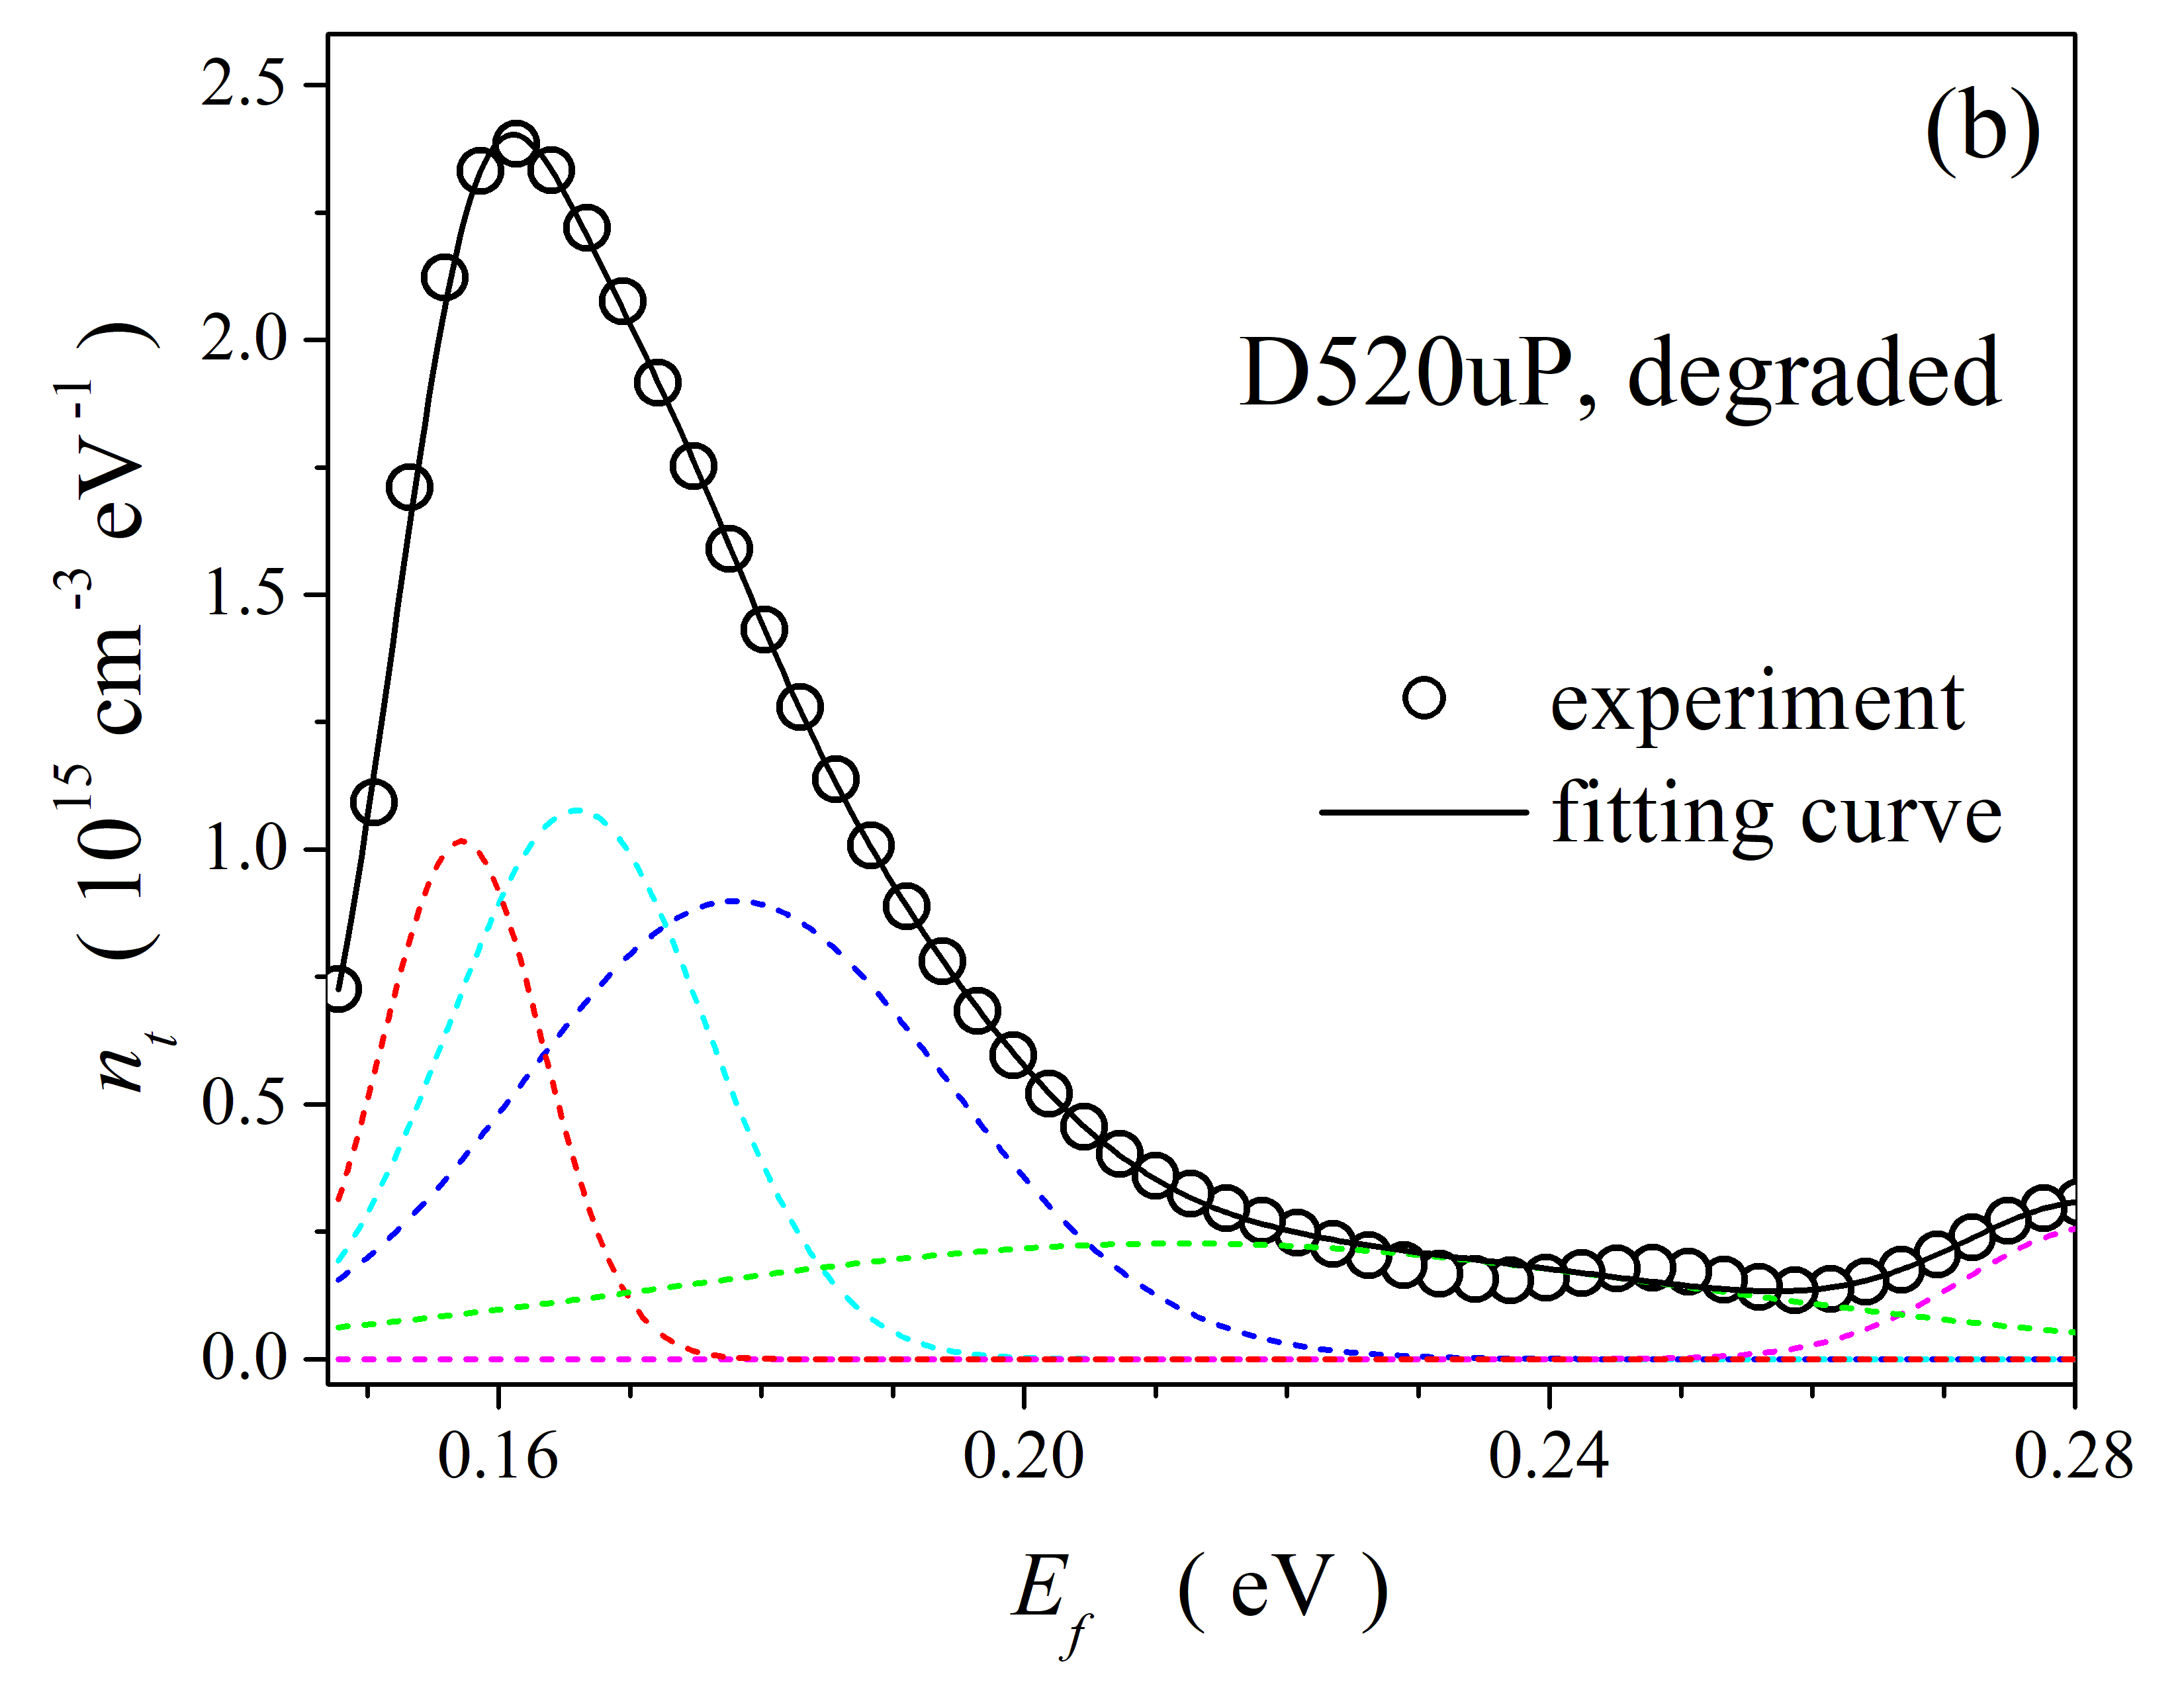 (b)
D520uP, degraded
experiment
fitting curve
2.5
2.0
1.5
1.0
0.5
0.0
n_t ( 10^15 cm^-3 eV^-1 )
0.16 0.20 0.24 0.28
E_f ( eV )